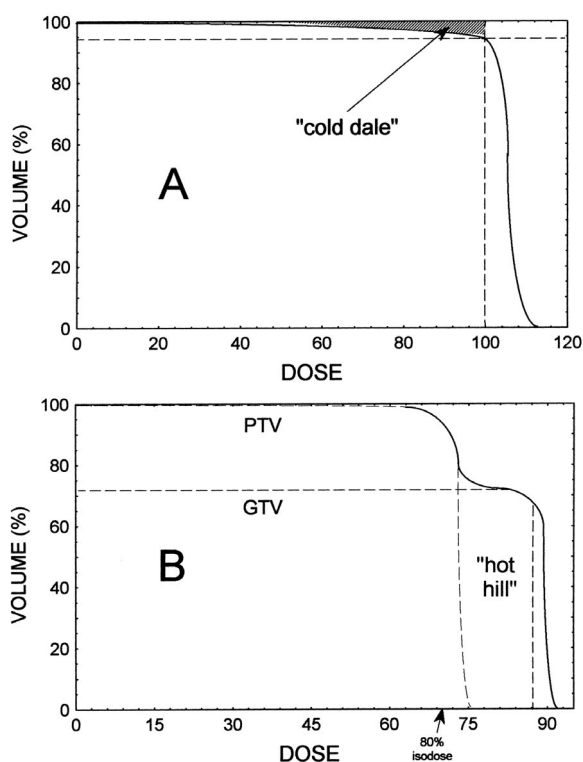 100
80
60
40
20
0
VOLUME (%)
"cold dale"
A
0 20 40 60 80 100 120
DOSE
100
80
60
40
20
0
VOLUME (%)
PTV
GTV
B
"hot
hill"
0 15 30 45 60 75 90
80%
isodose
DOSE